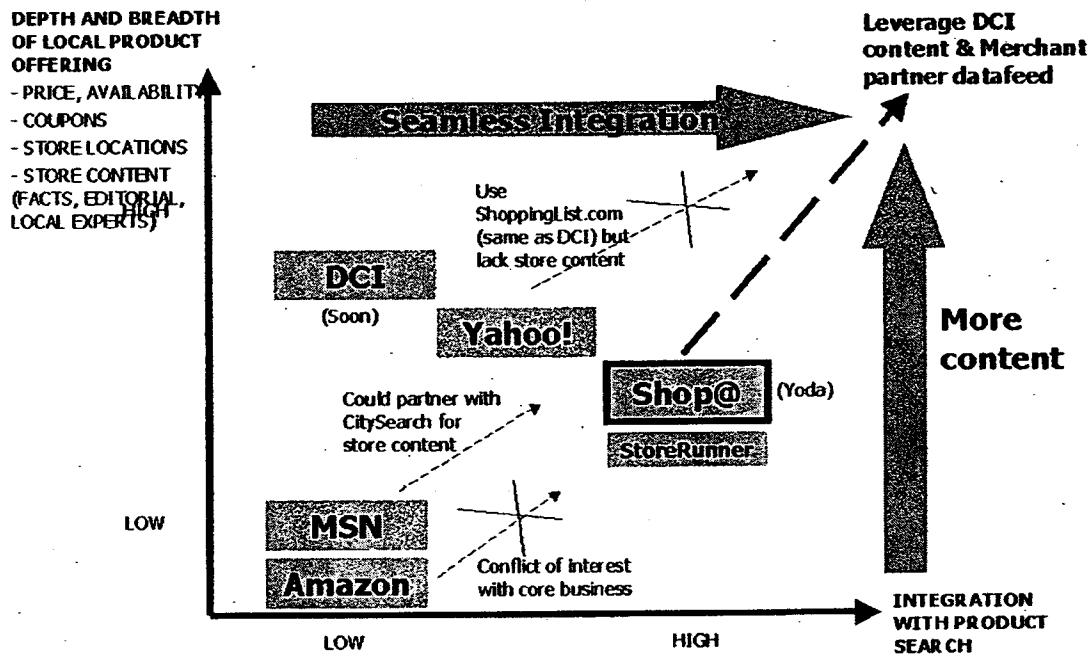 DEPTH AND BREADTH
OF LOCAL PRODUCT
OFFERING
- PRICE, AVAILABILITY
- COUPONS
- STORE LOCATIONS
- STORE CONTENT
(FACTS, EDITORIAL,
LOCAL EXPERTS)
HIGH
Leverage DCI
content & Merchant
partner datafeed
Seamless Integration
Use
ShoppingList.com
(same as DCI) but
lack store content
DCI
(Soon)
Yahoo!
Shop@
(Yoda)
StoreRunner
More
content
Could partner with
CitySearch for
store content
LOW
MSN
Amazon
Conflict of interest
with core business
LOW
HIGH
INTEGRATION
WITH PRODUCT
SEARCH